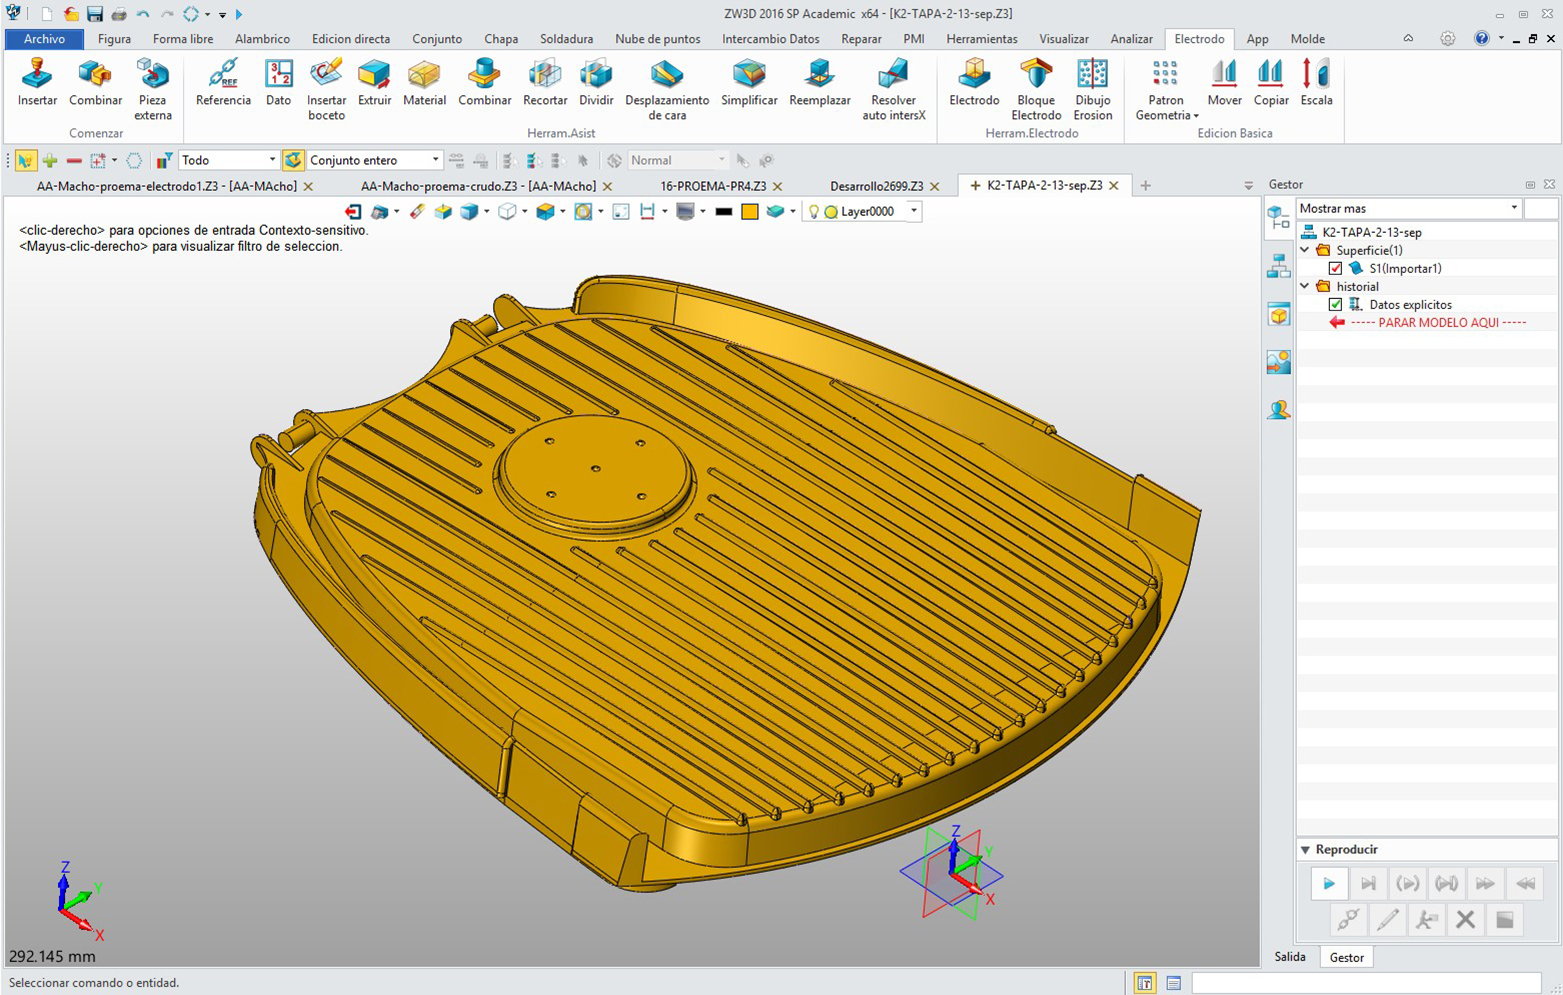 ZW3D 2016 SP Academic  x64 - [K2-TAPA-2-13-sep.Z3]
Archivo Figura Forma libre Alambrico Edicion directa Conjunto Chapa Soldadura Nube de puntos Intercambio Datos Reparar PMI Herramientas Visualizar Analizar Electrodo App Molde
Insertar Combinar Pieza externa Referencia Dato Insertar boceto Extruir Material Combinar Recortar Dividir Desplazamiento de cara Simplificar Reemplazar Resolver auto intersX Electrodo Bloque Electrodo Dibujo Erosion Patron Geometria Mover Copiar Escala
Comenzar Herram.Asist Herram.Electrodo Edicion Basica
Todo Conjunto entero Normal
AA-Macho-proema-electrodo1.Z3 - [AA-MAcho] AA-Macho-proema-crudo.Z3 - [AA-MAcho] 16-PROEMA-PR4.Z3 Desarrollo2699.Z3 K2-TAPA-2-13-sep.Z3 Gestor
Layer0000
Mostrar mas
<clic-derecho> para opciones de entrada Contexto-sensitivo.
<Mayus-clic-derecho> para visualizar filtro de seleccion.
K2-TAPA-2-13-sep
Superficie(1)
S1(Importar1)
historial
Datos explicitos
----- PARAR MODELO AQUI -----
Z
Y
X
Z
Y
X
292.145 mm
Reproducir
Salida Gestor
Seleccionar comando o entidad.